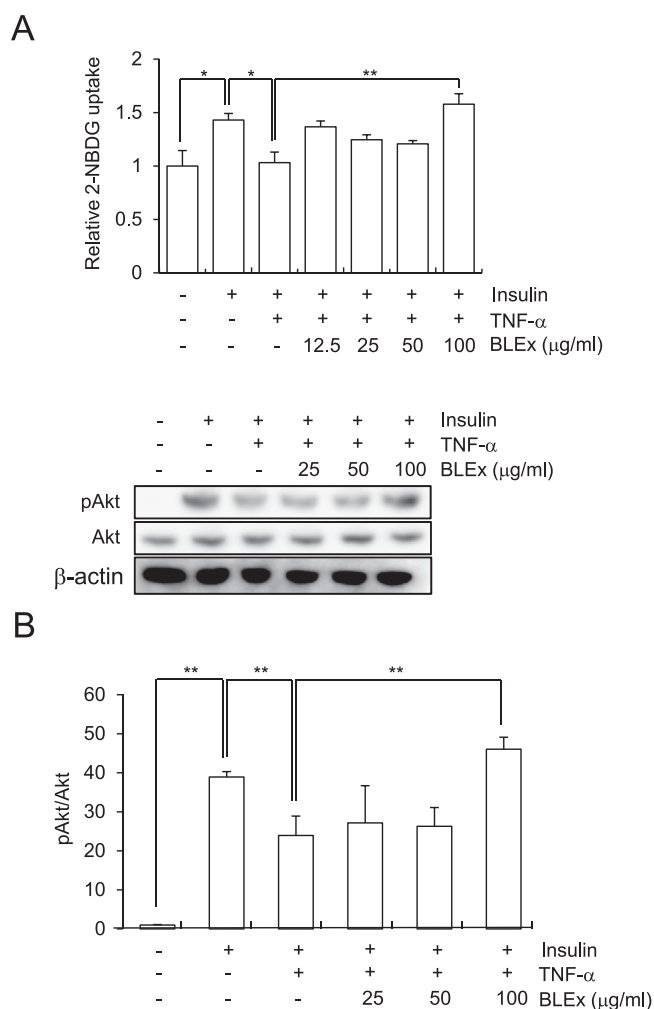 A
2
1.5
1
0.5
0
Relative 2-NBDG uptake
* * **
- + + + + + + Insulin
- - + + + + + TNF-α
- - - 12.5 25 50 100 BLEx (μg/ml)
- + + + + + Insulin
- - + + + + TNF-α
- - - 25 50 100 BLEx (μg/ml)
pAkt
Akt
β-actin
B
** ** **
60
50
40
30
20
10
0
pAkt/Akt
- + + + + + Insulin
- - + + + + TNF-α
- - - 25 50 100 BLEx (μg/ml)